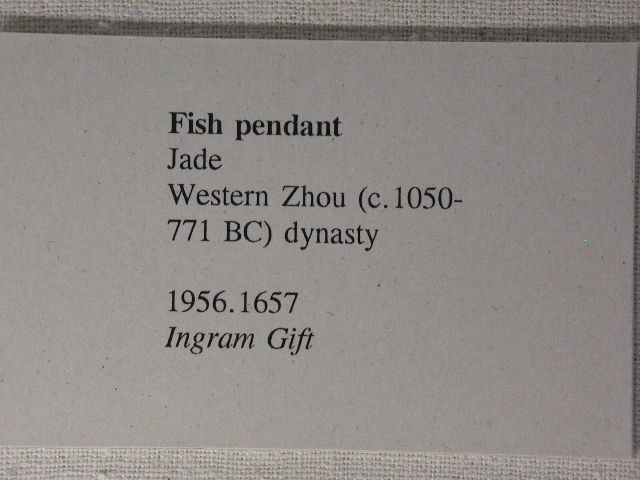 Fish pendant
Jade
Western Zhou (c.1050-
771 BC) dynasty
1956.1657
Ingram Gift